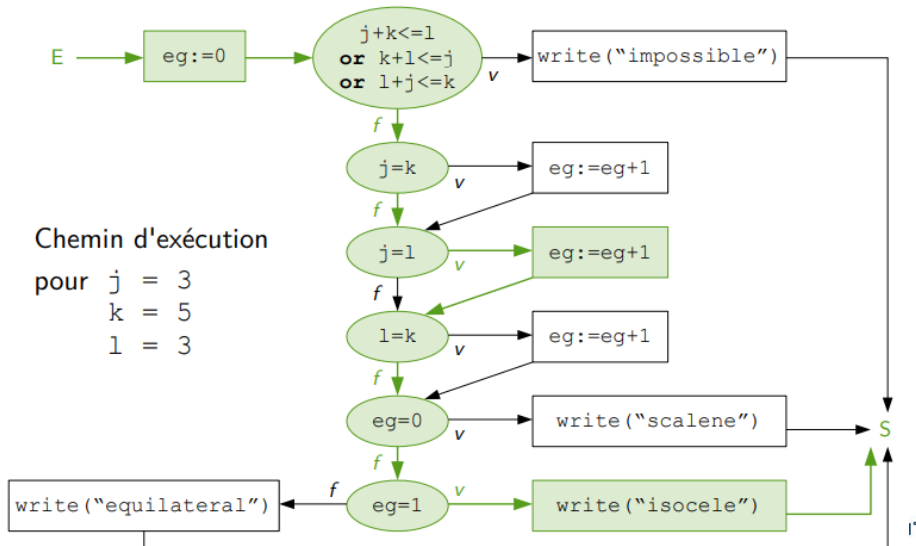 E
eg:=0
j+k<=l
or k+l<=j
or l+j<=k
v
write("impossible")
f
j=k
v
eg:=eg+1
f
Chemin d'exécution
pour j = 3
k = 5
l = 3
j=l
v
eg:=eg+1
f
l=k
v
eg:=eg+1
f
eg=0
v
write("scalene")
S
f
write("equilateral")
f
eg=1
v
write("isocele")